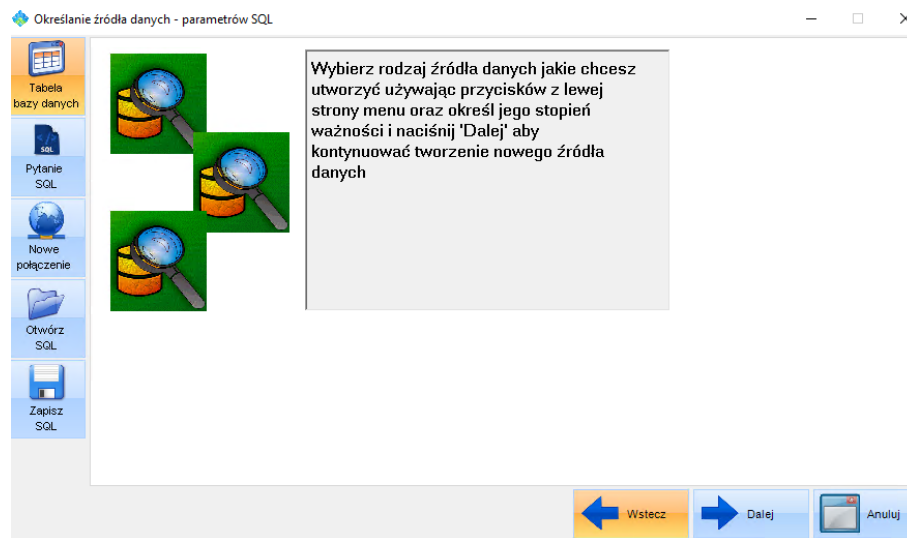 Określanie źródła danych - parametrów SQL
Tabela
bazy danych
SQL
Pytanie
SQL
Nowe
połączenie
Otwórz
SQL
Zapisz
SQL
Wybierz rodzaj źródła danych jakie chcesz
utworzyć używając przycisków z lewej
strony menu oraz określ jego stopień
ważności i naciśnij 'Dalej' aby
kontynuować tworzenie nowego źródła
danych
Wstecz
Dalej
Anuluj